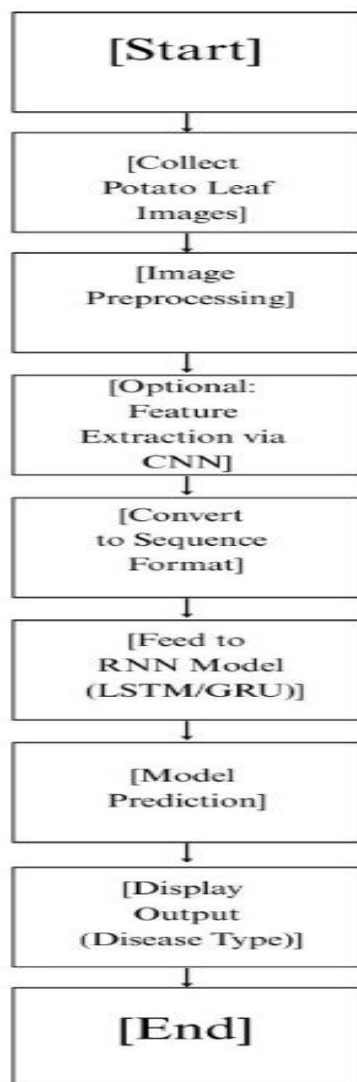 [Start]
[Collect
Potato Leaf
Images]
[Image
Preprocessing]
[Optional:
Feature
Extraction via
CNN]
[Convert
to Sequence
Format]
[Feed to
RNN Model
(LSTM/GRU)]
[Model
Prediction]
[Display
Output
(Disease Type)]
[End]